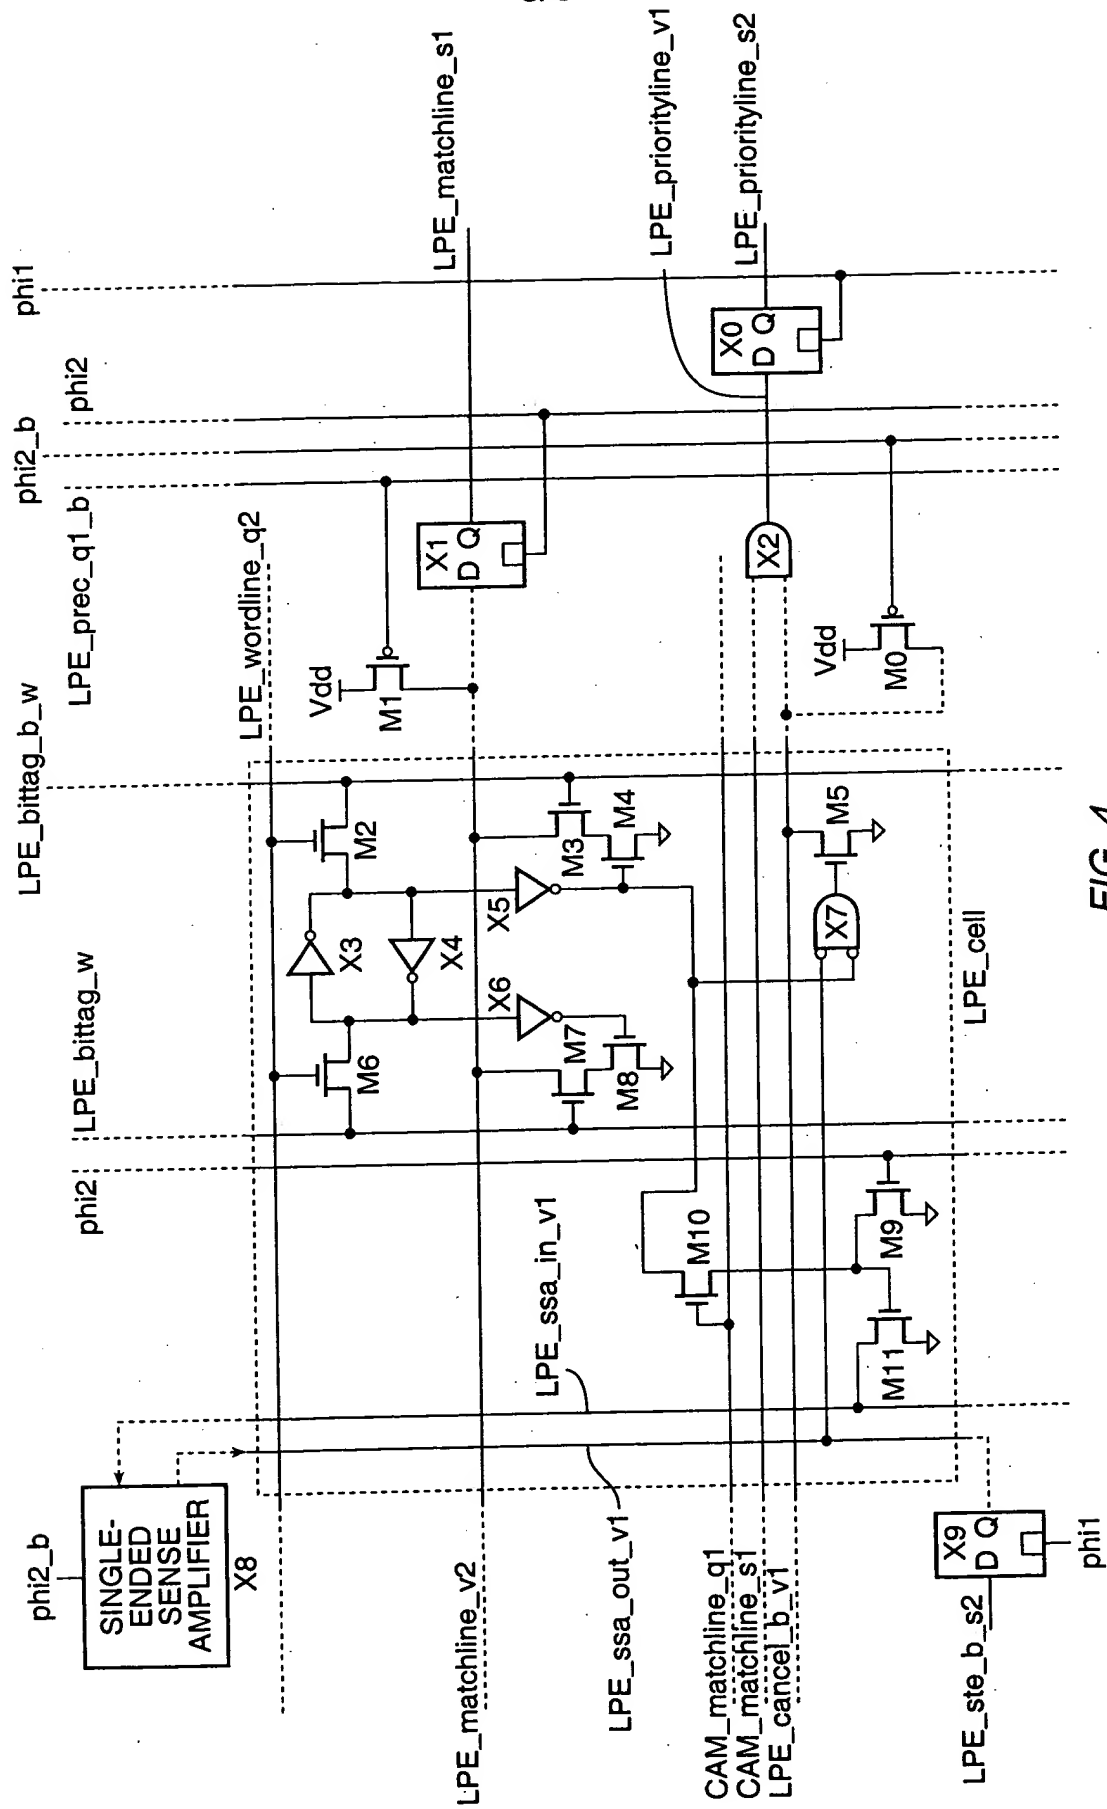 phi2_b
SINGLE-
ENDED
SENSE
AMPLIFIER
X8
phi2
LPE_bittag_w
LPE_bittag_b_w
LPE_prec_q1_b
phi2_b
phi2
phi1
LPE_wordline_q2
LPE_matchline_s1
M6
X3
X4
M2
Vdd
M1
X1
D Q
LPE_matchline_v2
X6
X5
M7
M8
M3
M4
LPE_ssa_in_v1
LPE_ssa_out_v1
M10
LPE_priorityline_v1
LPE_priorityline_s2
CAM_matchline_q1
CAM_matchline_s1
LPE_cancel_b_v1
X2
X0
D Q
M11
M9
X7
M5
Vdd
M0
LPE_cell
LPE_ste_b_s2
X9
D Q
phi1
FIG. 4